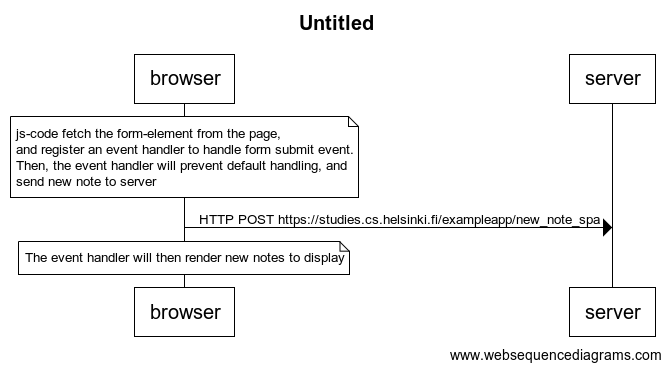 Untitled
browser
server
js-code fetch the form-element from the page,
and register an event handler to handle form submit event.
Then, the event handler will prevent default handling, and
send new note to server
HTTP POST https://studies.cs.helsinki.fi/exampleapp/new_note_spa
The event handler will then render new notes to display
browser
server
www.websequencediagrams.com